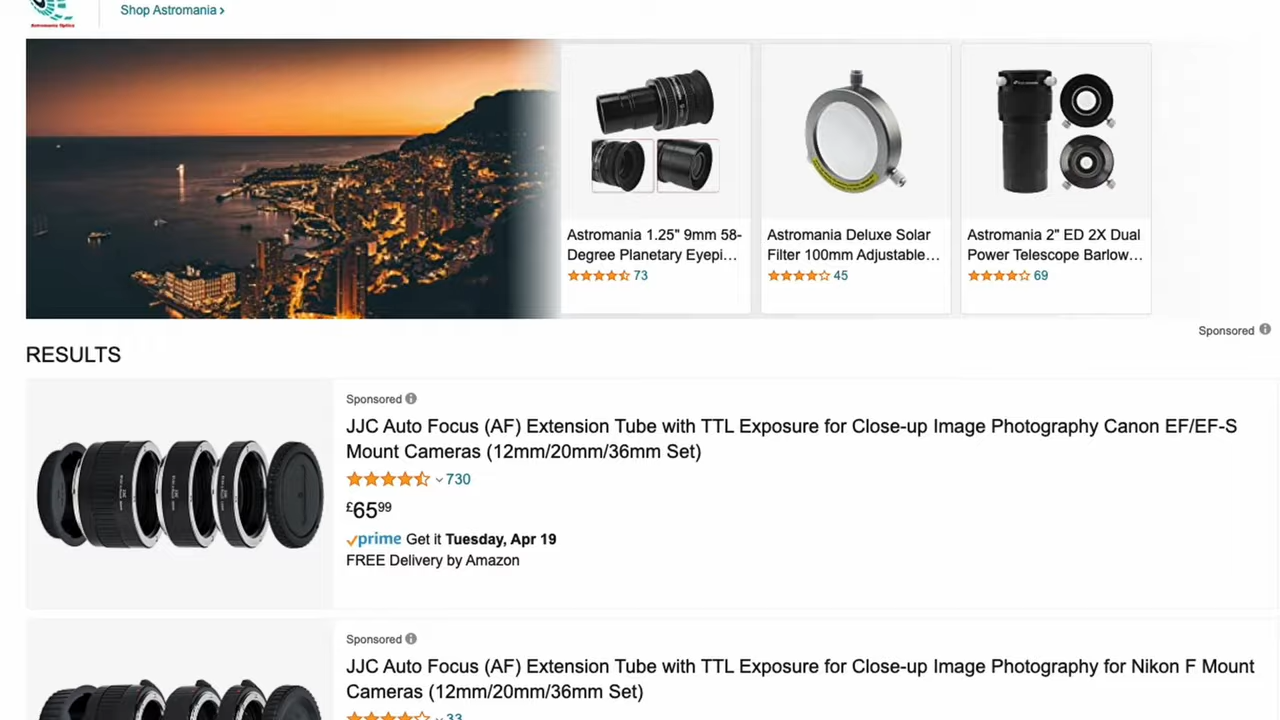 Shop Astromania ›
Astromania Optics
Astromania 1.25" 9mm 58-
Degree Planetary Eyepi…
73
Astromania Deluxe Solar
Filter 100mm Adjustable…
45
Astromania 2" ED 2X Dual
Power Telescope Barlow…
69
Sponsored
RESULTS
Sponsored
JJC Auto Focus (AF) Extension Tube with TTL Exposure for Close-up Image Photography Canon EF/EF-S
Mount Cameras (12mm/20mm/36mm Set)
730
£6599
prime Get it Tuesday, Apr 19
FREE Delivery by Amazon
Sponsored
JJC Auto Focus (AF) Extension Tube with TTL Exposure for Close-up Image Photography for Nikon F Mount
Cameras (12mm/20mm/36mm Set)
33